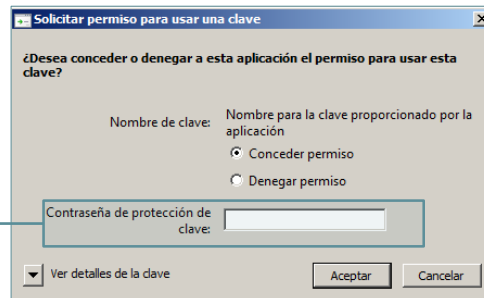 Solicitar permiso para usar una clave
¿Desea conceder o denegar a esta aplicación el permiso para usar esta
clave?
Nombre de clave:
Nombre para la clave proporcionado por la
aplicación
Conceder permiso
Denegar permiso
Contraseña de protección de
clave:
Ver detalles de la clave
Aceptar
Cancelar